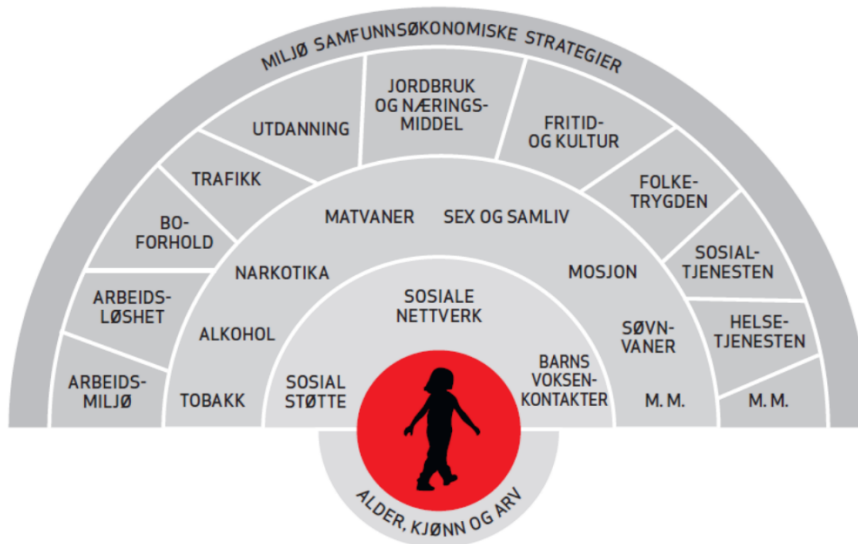 MILJØ SAMFUNNSØKONOMISKE STRATEGIER
ARBEIDS-
MILJØ
ARBEIDS-
LØSHET
BO-
FORHOLD
TRAFIKK
UTDANNING
JORDBRUK
OG NÆRINGS-
MIDDEL
FRITID-
OG KULTUR
FOLKE-
TRYGDEN
SOSIAL-
TJENESTEN
HELSE-
TJENESTEN
M. M.
TOBAKK
ALKOHOL
NARKOTIKA
MATVANER
SEX OG SAMLIV
MOSJON
SØVN-
VANER
M. M.
SOSIAL
STØTTE
SOSIALE
NETTVERK
BARNS
VOKSEN-
KONTAKTER
ALDER, KJØNN OG ARV